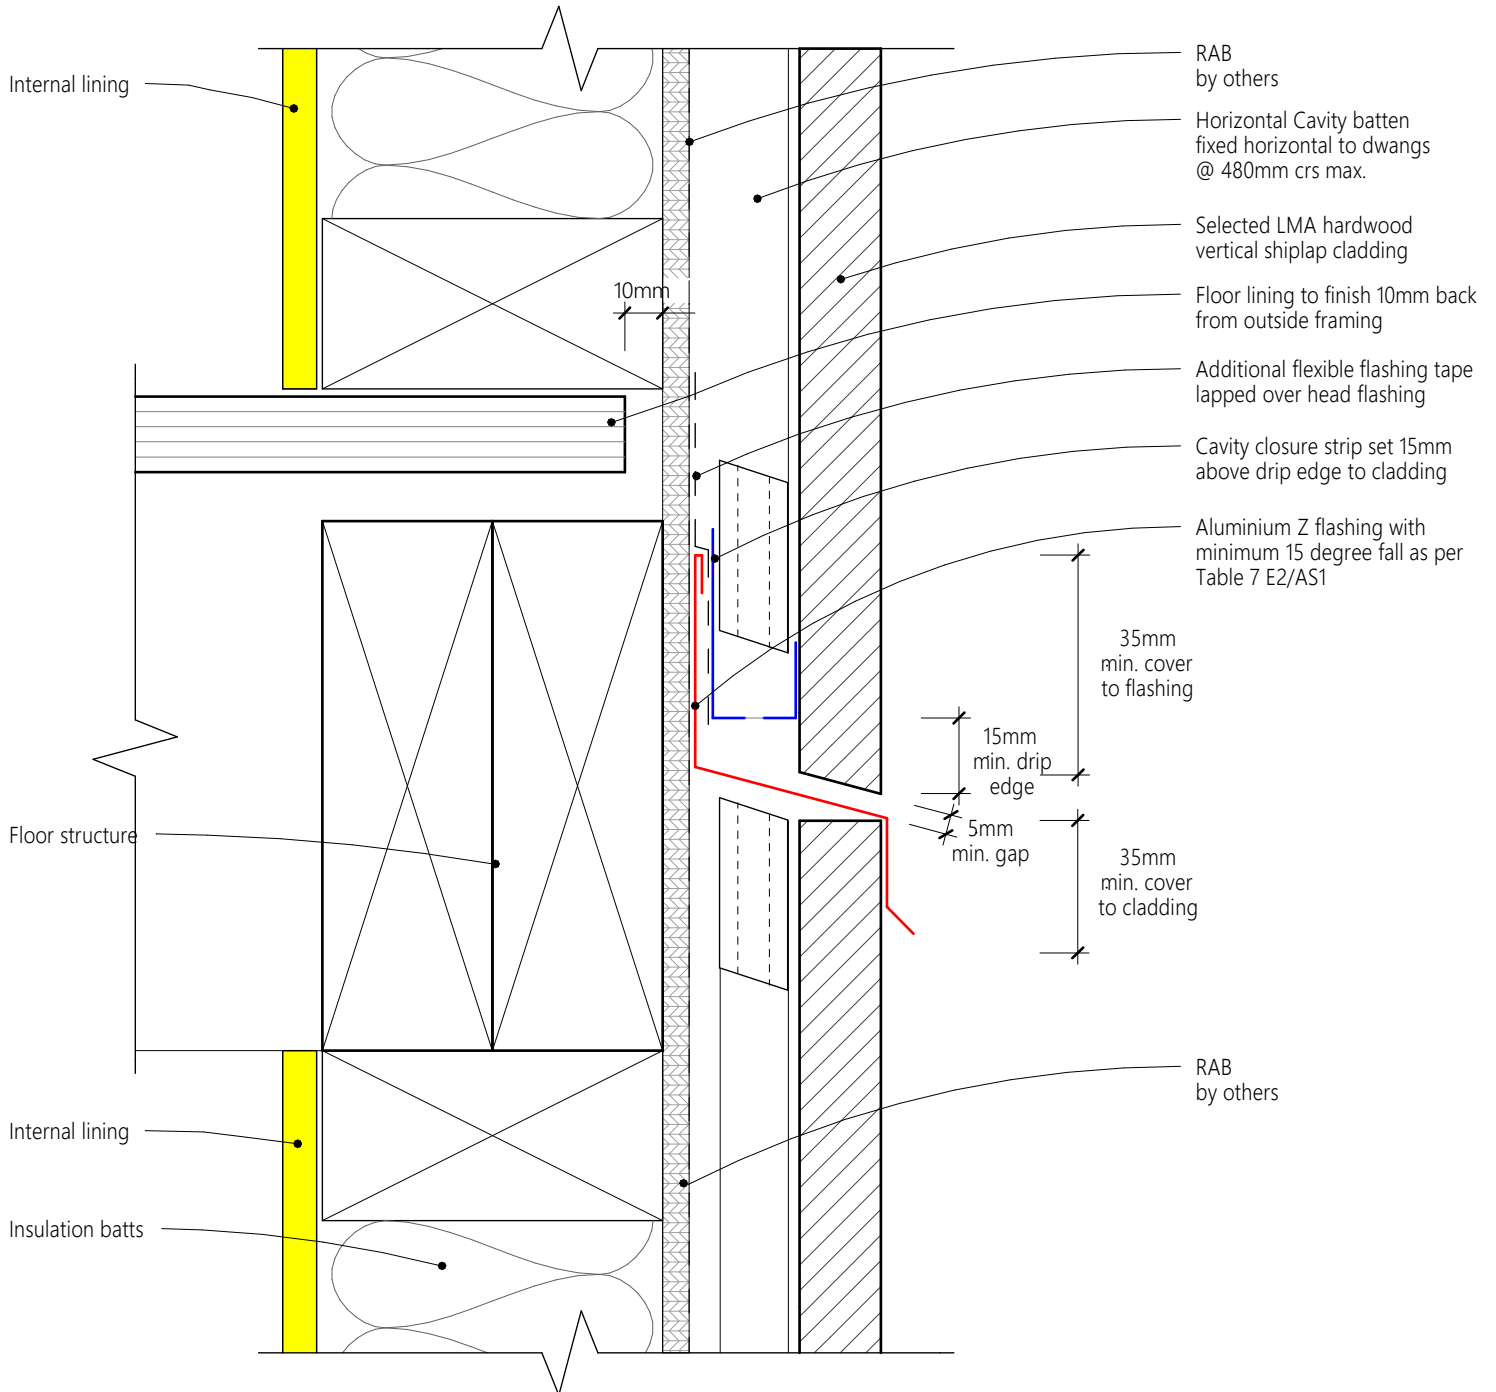 Internal lining
10mm
Floor structure
Internal lining
Insulation batts
RAB
by others
Horizontal Cavity batten
fixed horizontal to dwangs
@ 480mm crs max.
Selected LMA hardwood
vertical shiplap cladding
Floor lining to finish 10mm back
from outside framing
Additional flexible flashing tape
lapped over head flashing
Cavity closure strip set 15mm
above drip edge to cladding
Aluminium Z flashing with
minimum 15 degree fall as per
Table 7 E2/AS1
35mm
min. cover
to flashing
15mm
min. drip
edge
5mm
min. gap
35mm
min. cover
to cladding
RAB
by others